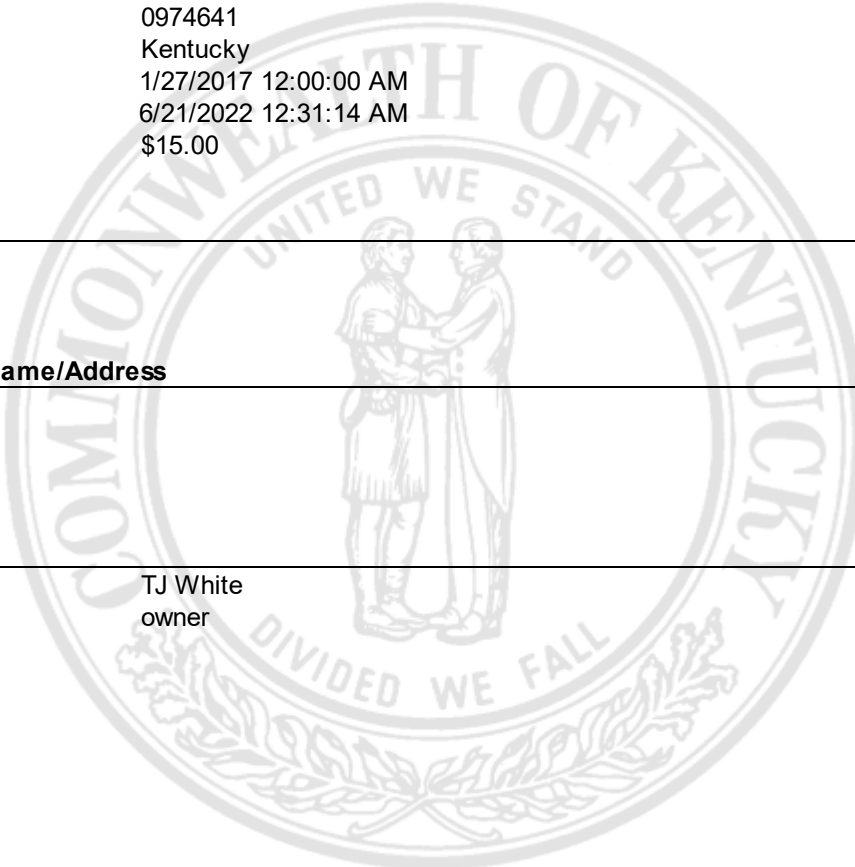 0974641
Kentucky
1/27/2017 12:00:00 AM
6/21/2022 12:31:14 AM
$15.00
COMMONWEALTH OF KENTUCKY
UNITED WE STAND
ame/Address
TJ White
owner
DIVIDED WE FALL